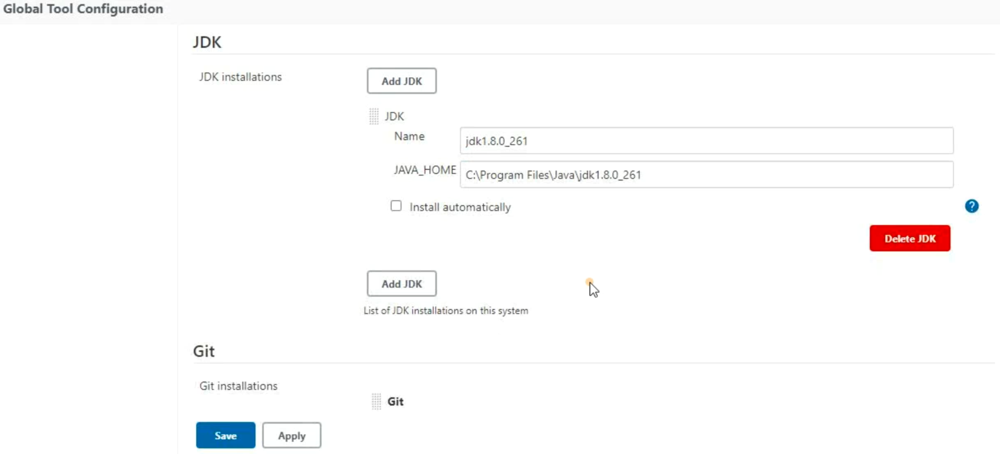 Global Tool Configuration
JDK
JDK installations
Add JDK
JDK
Name
jdk1.8.0_261
JAVA_HOME
C:\Program Files\Java\jdk1.8.0_261
Install automatically
?
Delete JDK
Add JDK
List of JDK installations on this system
Git
Git installations
Git
Save
Apply